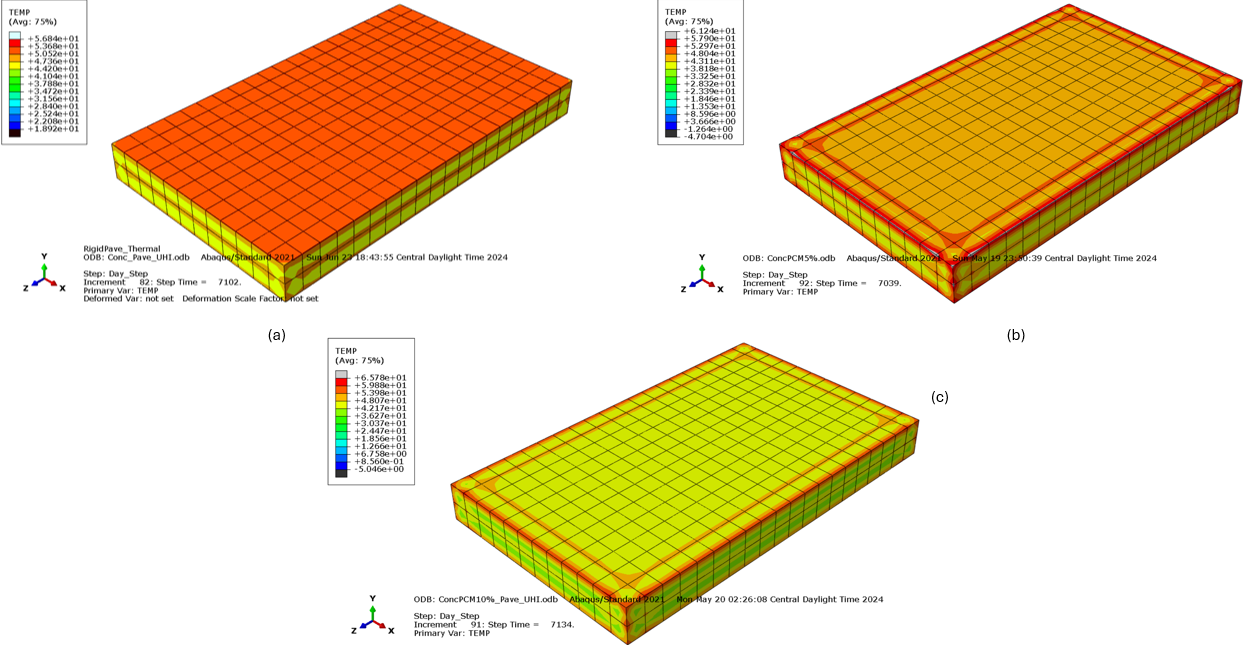 TEMP
(Avg: 75%)
+5.684e+01
+5.368e+01
+5.052e+01
+4.736e+01
+4.420e+01
+4.104e+01
+3.788e+01
+3.472e+01
+3.156e+01
+2.840e+01
+2.524e+01
+2.208e+01
+1.892e+01
RigidPave_Thermal
ODB: Conc_Pave_UHI.odb Abaqus/Standard 2021 Sun Jun 23 18:43:55 Central Daylight Time 2024
Step: Day_Step
Increment 82: Step Time = 7102.
Primary Var: TEMP
Deformed Var: not set Deformation Scale Factor: not set
Y
Z
X
(a)
TEMP
(Avg: 75%)
+6.124e+01
+5.790e+01
+5.297e+01
+4.804e+01
+4.311e+01
+3.818e+01
+3.325e+01
+2.832e+01
+2.339e+01
+1.846e+01
+1.353e+01
+8.596e+00
+3.666e+00
-1.264e+00
-4.704e+00
ODB: ConcPCM5%.odb Abaqus/Standard 2021 Sun May 19 23:50:39 Central Daylight Time 2024
Step: Day_Step
Increment 92: Step Time = 7039.
Primary Var: TEMP
Y
Z
X
(b)
TEMP
(Avg: 75%)
+6.578e+01
+5.988e+01
+5.398e+01
+4.807e+01
+4.217e+01
+3.627e+01
+3.037e+01
+2.447e+01
+1.856e+01
+1.266e+01
+6.758e+00
+8.560e-01
-5.046e+00
ODB: ConcPCM10%_Pave_UHI.odb Abaqus/Standard 2021 Mon May 20 02:26:08 Central Daylight Time 2024
Step: Day_Step
Increment 91: Step Time = 7134.
Primary Var: TEMP
Y
Z
X
(c)